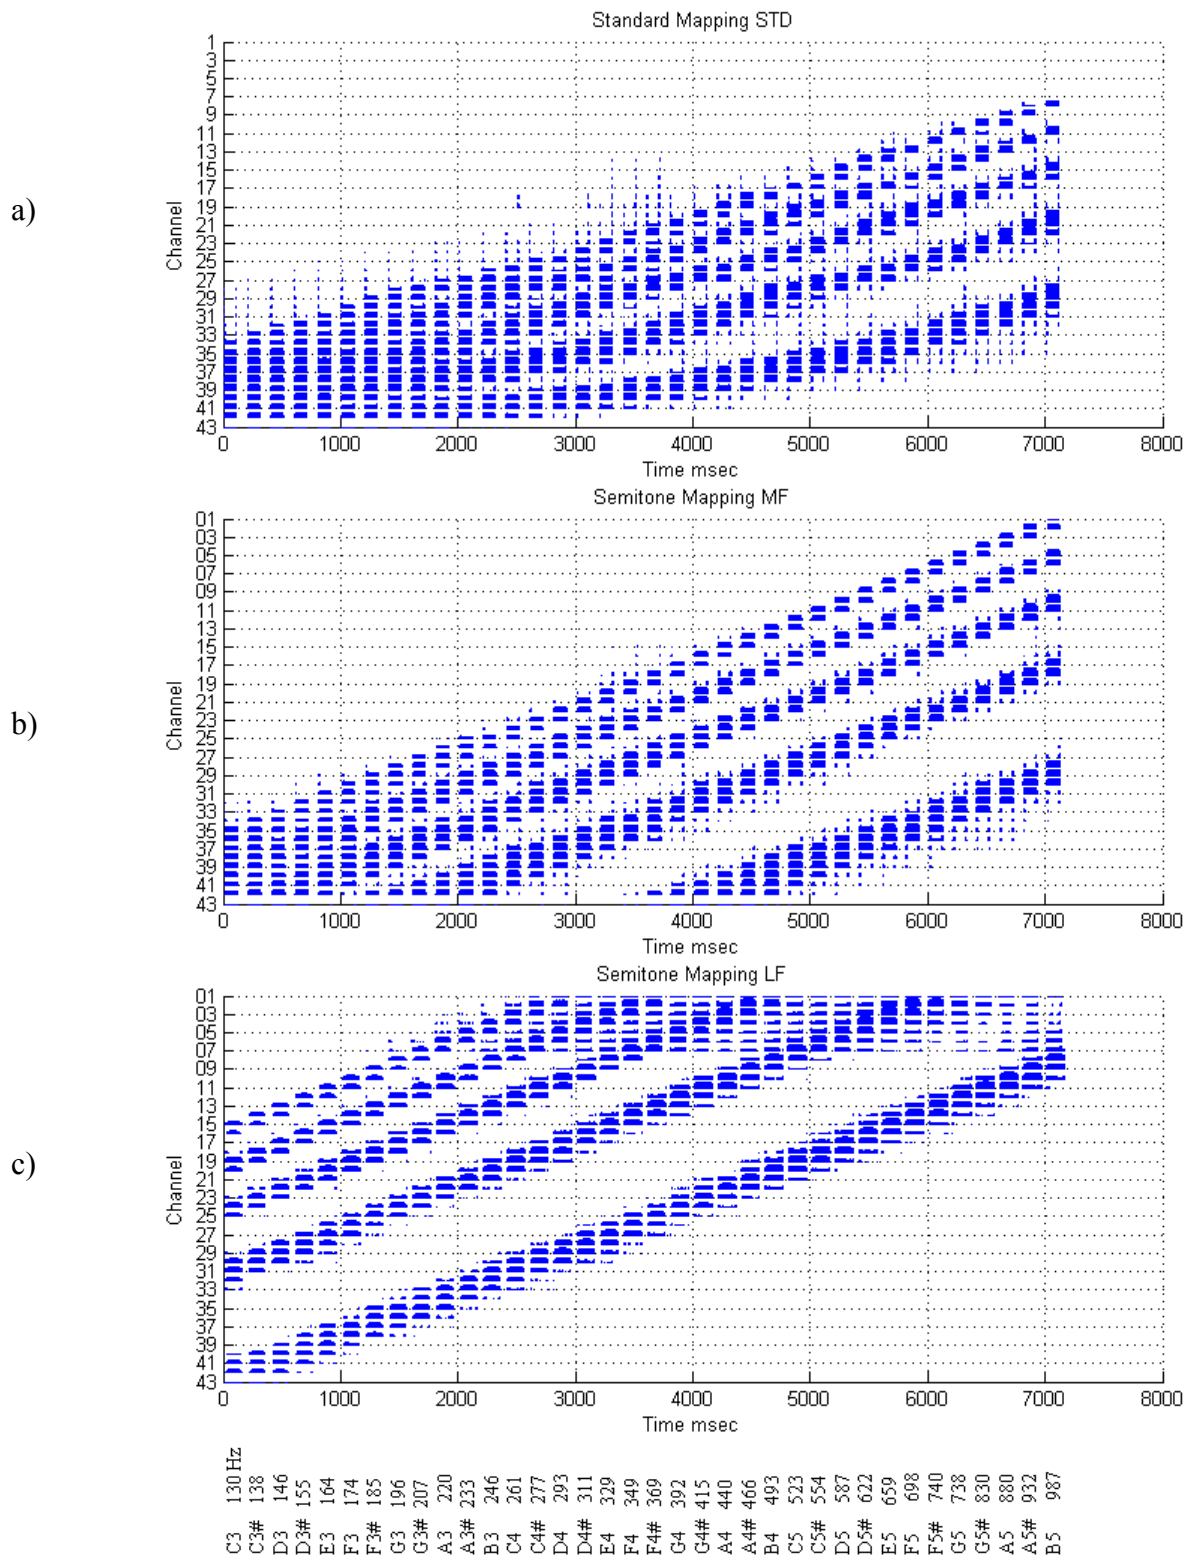 Standard Mapping STD
a)
Channel
1
3
5
7
9
11
13
15
17
19
21
23
25
27
29
31
33
35
37
39
41
43
0 1000 2000 3000 4000 5000 6000 7000 8000
Time msec
Semitone Mapping MF
b)
Channel
01
03
05
07
09
11
13
15
17
19
21
23
25
27
29
31
33
35
37
39
41
43
0 1000 2000 3000 4000 5000 6000 7000 8000
Time msec
Semitone Mapping LF
c)
Channel
01
03
05
07
09
11
13
15
17
19
21
23
25
27
29
31
33
35
37
39
41
43
0 1000 2000 3000 4000 5000 6000 7000 8000
Time msec
C3 130 Hz
C3# 138
D3 146
D3# 155
E3 164
F3 174
F3# 185
G3 196
G3# 207
A3 220
A3# 233
B3 246
C4 261
C4# 277
D4 293
D4# 311
E4 329
F4 349
F4# 369
G4 392
G4# 415
A4 440
A4# 466
B4 493
C5 523
C5# 554
D5 587
D5# 622
E5 659
F5 698
F5# 740
G5 738
G5# 830
A5 880
A5# 932
B5 987